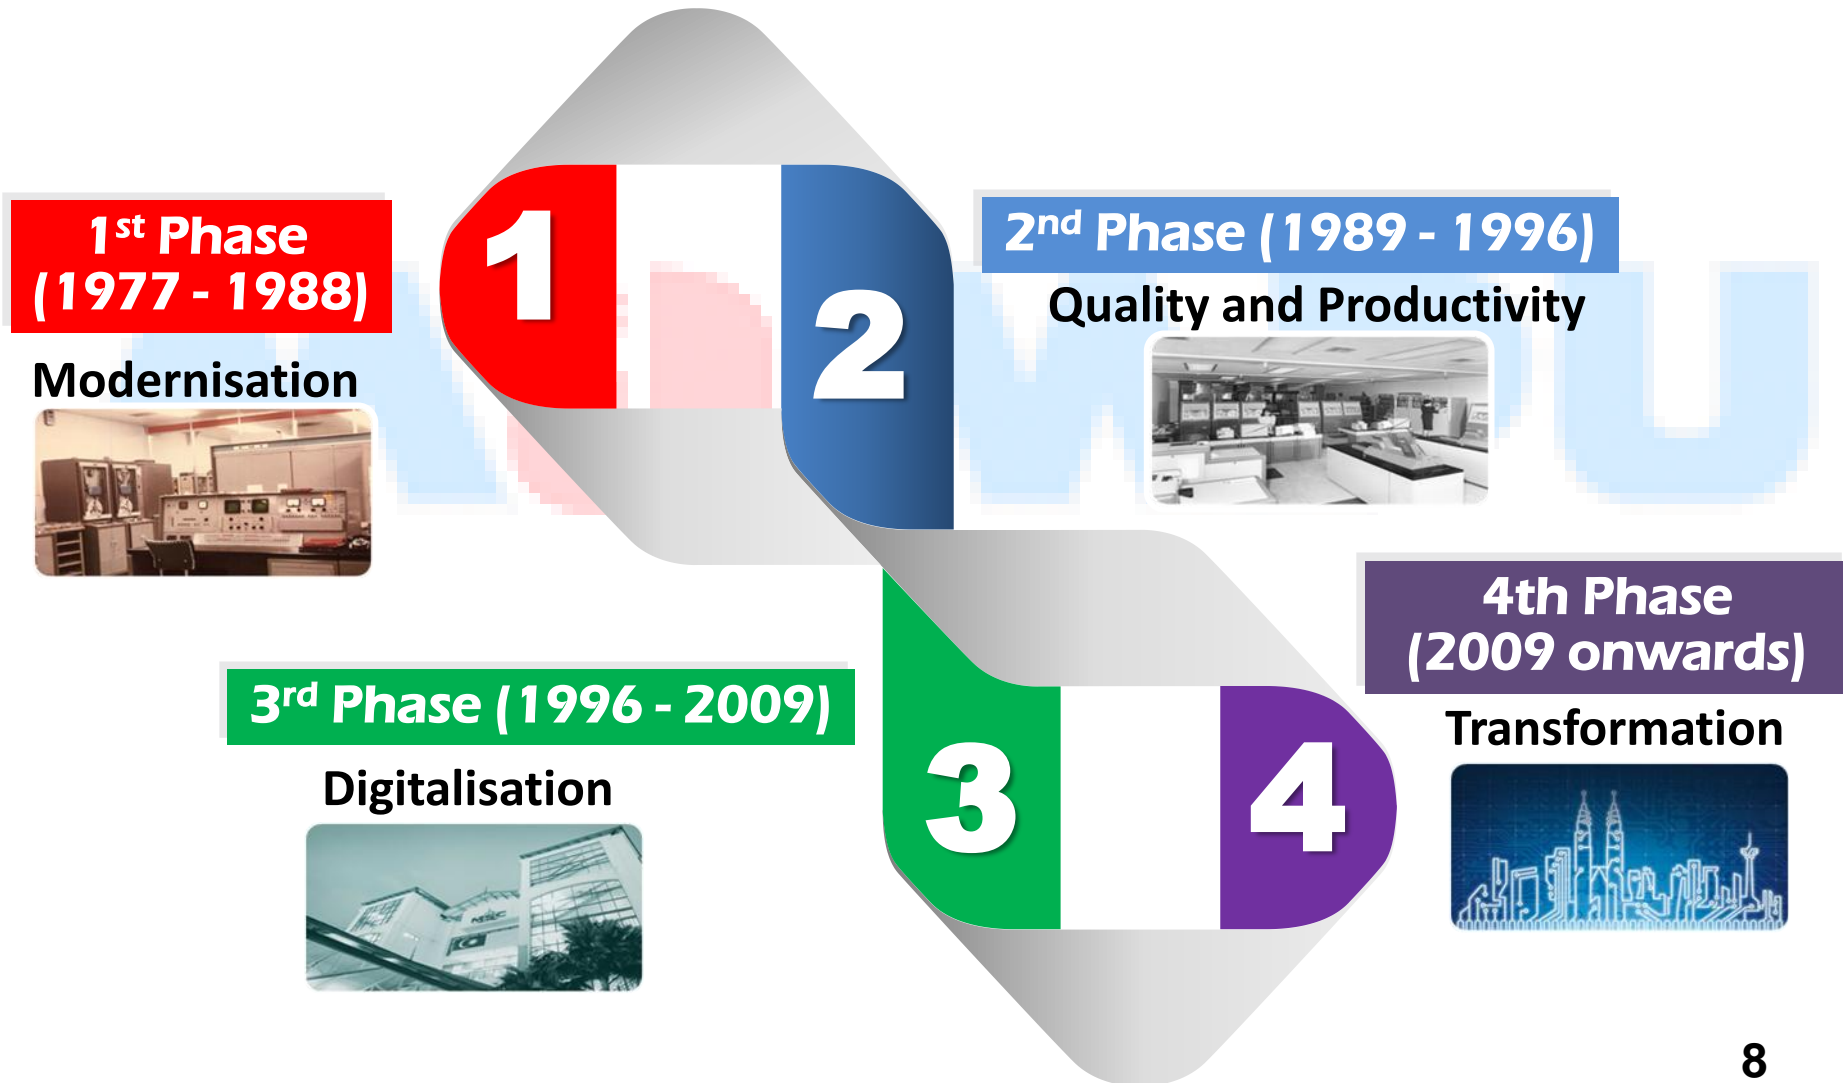 1st Phase
(1977 - 1988)
Modernisation
1
2
2nd Phase (1989 - 1996)
Quality and Productivity
3rd Phase (1996 - 2009)
Digitalisation
3
4
4th Phase
(2009 onwards)
Transformation
8